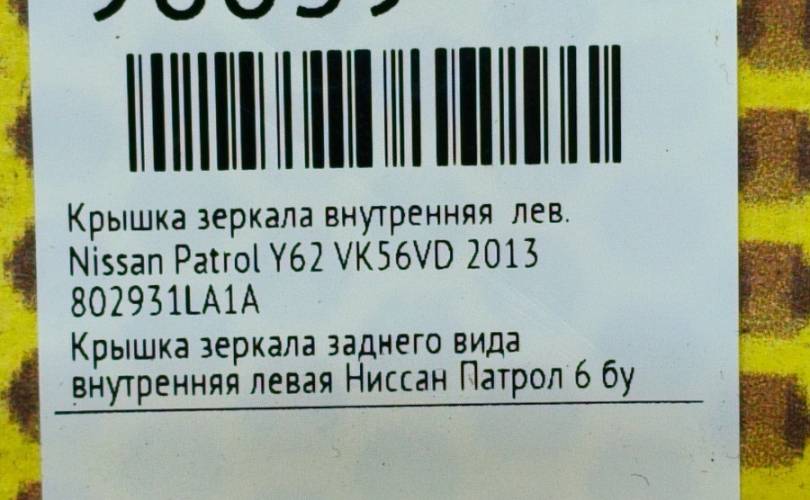 Крышка зеркала внутренняя лев.
Nissan Patrol Y62 VK56VD 2013
802931LA1A
Крышка зеркала заднего вида
внутренняя левая Ниссан Патрол 6 бу